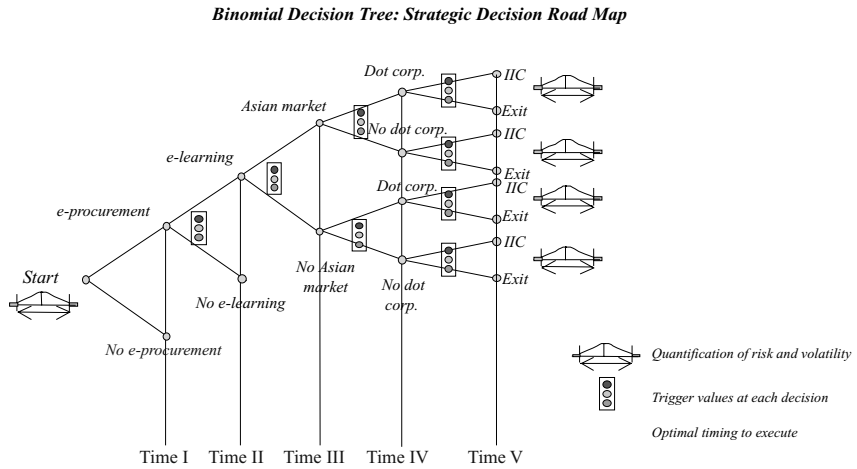 Binomial Decision Tree: Strategic Decision Road Map
Dot corp.
IIC
Asian market
Exit
No dot corp.
IIC
e-learning
Exit
Dot corp.
IIC
e-procurement
Exit
IIC
Start
No Asian
market
No dot
corp.
Exit
No e-learning
No e-procurement
Quantification of risk and volatility
Trigger values at each decision
Optimal timing to execute
Time I
Time II
Time III
Time IV
Time V